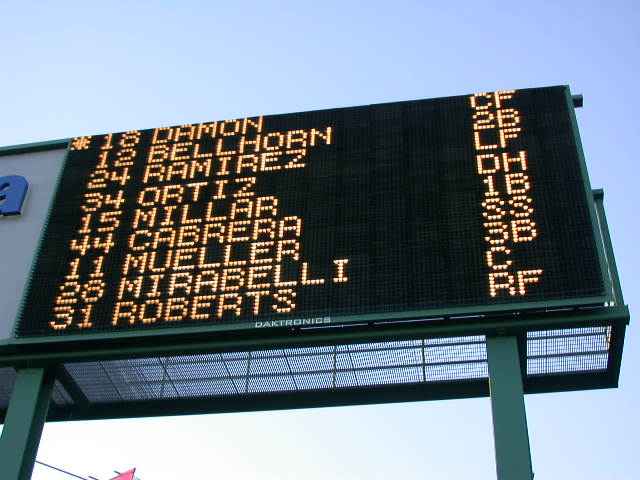 * 18 DAMON CF
12 BELLHORN 2B
24 RAMIREZ LF
34 ORTIZ DH
15 MILLAR 1B
44 CABRERA SS
11 MUELLER 3B
28 MIRABELLI C
31 ROBERTS RF
DAKTRONICS
a